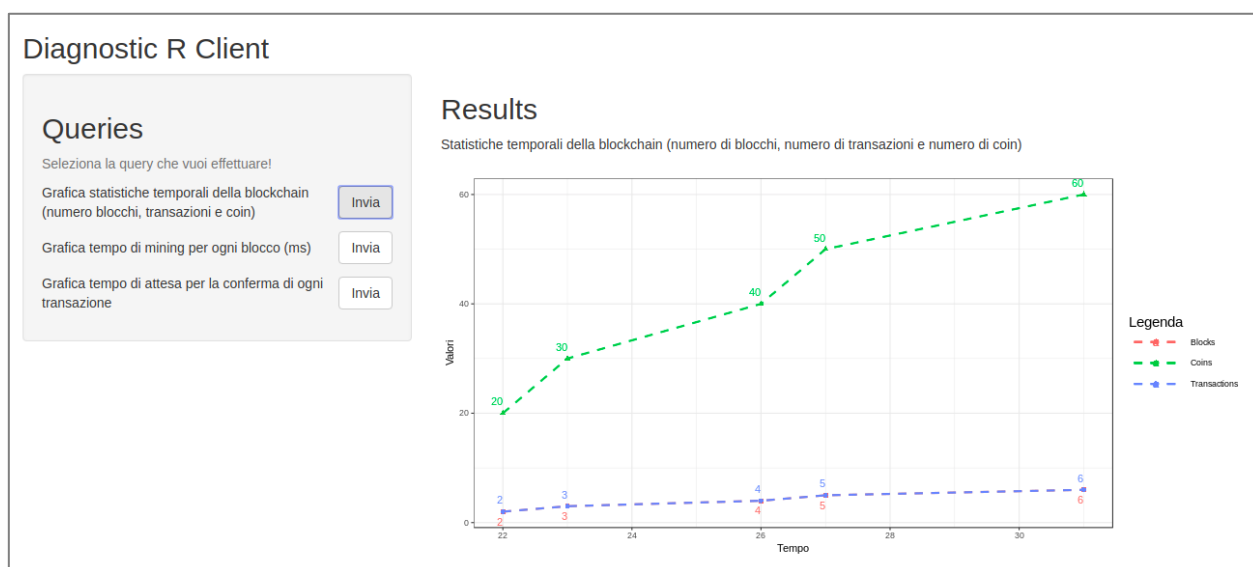 Diagnostic R Client
Queries
Seleziona la query che vuoi effettuare!
Grafica statistiche temporali della blockchain
(numero blocchi, transazioni e coin)
Invia
Grafica tempo di mining per ogni blocco (ms)
Invia
Grafica tempo di attesa per la conferma di ogni
transazione
Invia
Results
Statistiche temporali della blockchain (numero di blocchi, numero di transazioni e numero di coin)
Valori
60
40
20
0
20
30
40
50
60
2
3
4
5
6
2
3
4
5
6
22
24
26
28
30
Tempo
Legenda
Blooks
Coins
Transactions